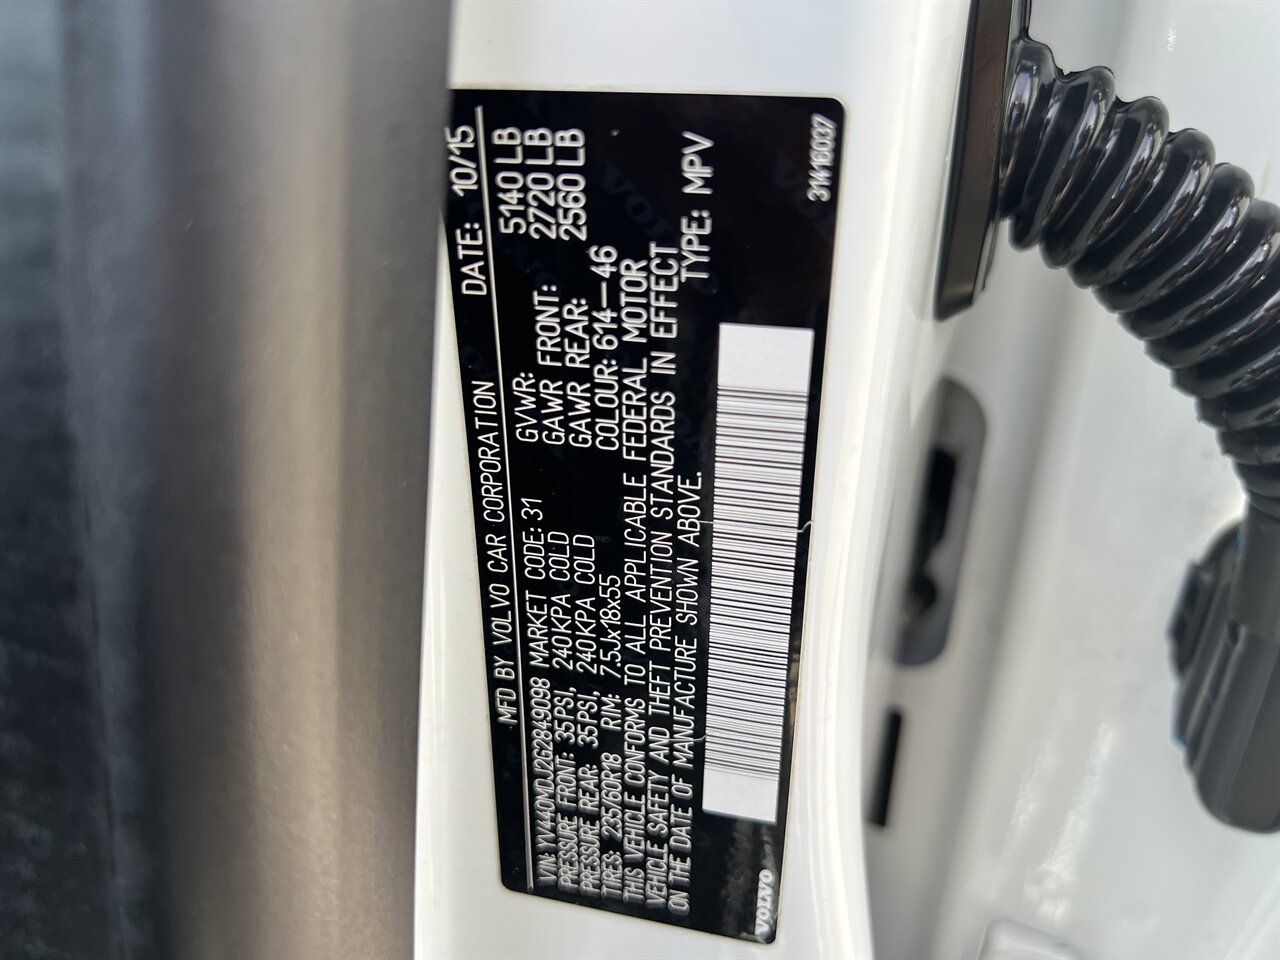 MFD BY VOLVO CAR CORPORATION DATE: 10/15
VIN: YV440MDJ2G2849098 MARKET CODE: 31 GVWR: 5140 LB
PRESSURE FRONT: 35PSI, 240KPA COLD GAWR FRONT: 2720 LB
PRESSURE REAR: 35PSI, 240KPA COLD GAWR REAR: 2560 LB
TIRES: 235/60R18 RIM: 7.5Jx18x55 COLOUR: 614—46
THIS VEHICLE CONFORMS TO ALL APPLICABLE FEDERAL MOTOR
VEHICLE SAFETY AND THEFT PREVENTION STANDARDS IN EFFECT
ON THE DATE OF MANUFACTURE SHOWN ABOVE. TYPE: MPV
VOLVO 31416037